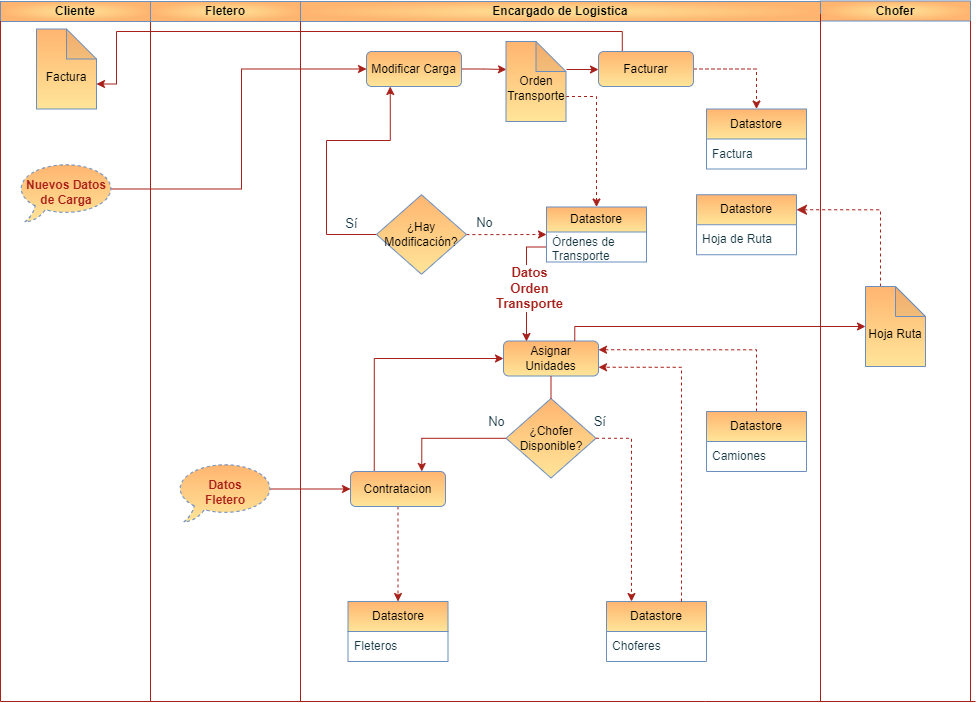 Cliente
Fletero
Encargado de Logistica
Chofer
Factura
Modificar Carga
Orden
Transporte
Facturar
Datastore
Factura
Nuevos Datos
de Carga
Sí
¿Hay
Modificación?
No
Datastore
Ordenes de
Transporte
Datastore
Hoja de Ruta
Datos
Orden
Transporte
Hoja Ruta
Asignar
Unidades
No
¿Chofer
Disponible?
Sí
Datastore
Camiones
Datos
Fletero
Contratacion
Datastore
Fleteros
Datastore
Choferes